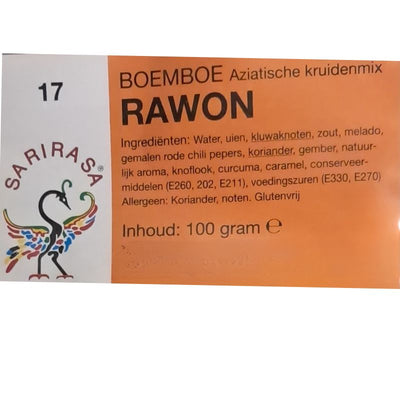 17
SARIRASA®
BOEMBOE Aziatische kruidenmix
RAWON
Ingrediënten: Water, uien, kluwaknoten, zout, melado,
gemalen rode chili pepers, koriander, gember, natuur-
lijk aroma, knoflook, curcuma, caramel, conserveer-
middelen (E260, 202, E211), voedingszuren (E330, E270)
Allergeen: Koriander, noten. Glutenvrij
Inhoud: 100 gram ℮